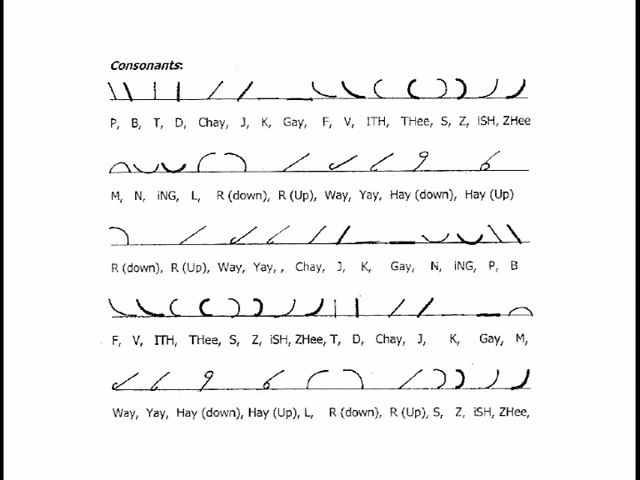 Consonants:
P, B, T, D, Chay, J, K, Gay, F, V, ITH, THee, S, Z, iSH, ZHee
M, N, iNG, L, R (down), R (Up), Way, Yay, Hay (down), Hay (Up)
R (down), R (Up), Way, Yay, , Chay, J, K, Gay, N, iNG, P, B
F, V, ITH, THee, S, Z, iSH, ZHee, T, D, Chay, J, K, Gay, M,
Way, Yay, Hay (down), Hay (Up), L, R (down), R (Up), S, Z, iSH, ZHee,